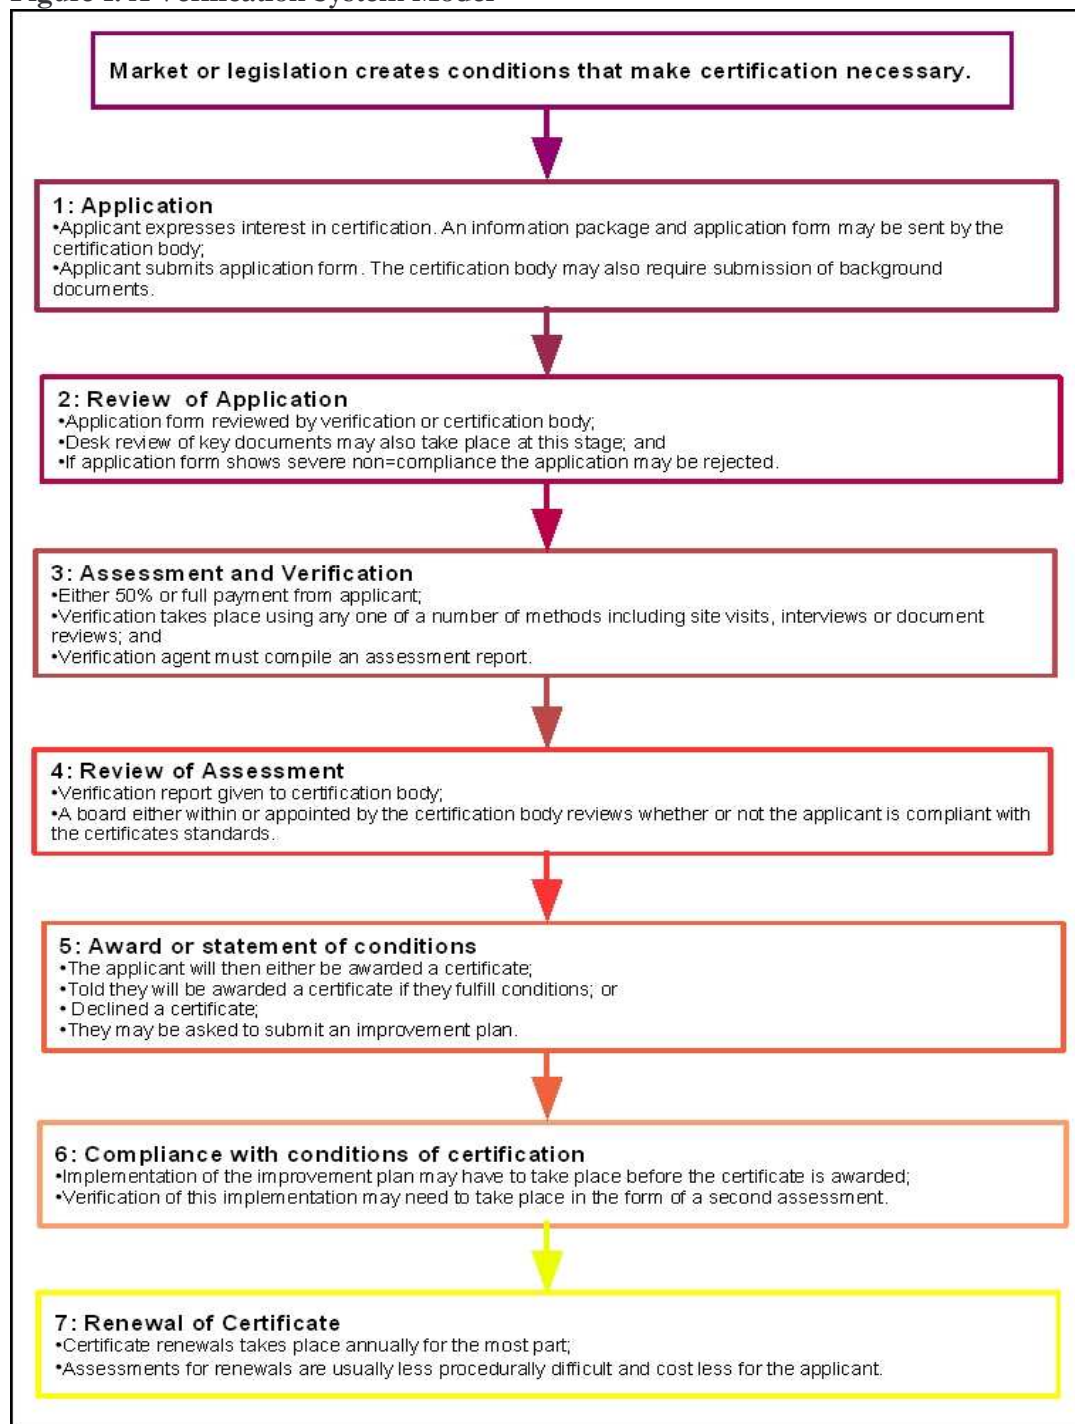 Figure 1: A Verification System Model
Market or legislation creates conditions that make certification necessary.
1: Application
•Applicant expresses interest in certification. An information package and application form may be sent by the
certification body;
•Applicant submits application form. The certification body may also require submission of background
documents.
2: Review of Application
•Application form reviewed by verification or certification body;
•Desk review of key documents may also take place at this stage; and
•If application form shows severe non=compliance the application may be rejected.
3: Assessment and Verification
•Either 50% or full payment from applicant;
•Verification takes place using any one of a number of methods including site visits, interviews or document
reviews; and
•Verification agent must compile an assessment report.
4: Review of Assessment
•Verification report given to certification body;
•A board either within or appointed by the certification body reviews whether or not the applicant is compliant with
the certificates standards.
5: Award or statement of conditions
•The applicant will then either be awarded a certificate;
•Told they will be awarded a certificate if they fulfill conditions; or
• Declined a certificate;
•They may be asked to submit an improvement plan.
6: Compliance with conditions of certification
•Implementation of the improvement plan may have to take place before the certificate is awarded;
•Verification of this implementation may need to take place in the form of a second assessment.
7: Renewal of Certificate
•Certificate renewals takes place annually for the most part;
•Assessments for renewals are usually less procedurally difficult and cost less for the applicant.